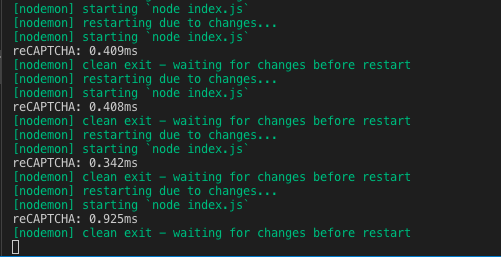 [nodemon] starting `node index.js`
[nodemon] restarting due to changes...
[nodemon] starting `node index.js`
reCAPTCHA: 0.409ms
[nodemon] clean exit - waiting for changes before restart
[nodemon] restarting due to changes...
[nodemon] starting `node index.js`
reCAPTCHA: 0.408ms
[nodemon] clean exit - waiting for changes before restart
[nodemon] restarting due to changes...
[nodemon] starting `node index.js`
reCAPTCHA: 0.342ms
[nodemon] clean exit - waiting for changes before restart
[nodemon] restarting due to changes...
[nodemon] starting `node index.js`
reCAPTCHA: 0.925ms
[nodemon] clean exit - waiting for changes before restart